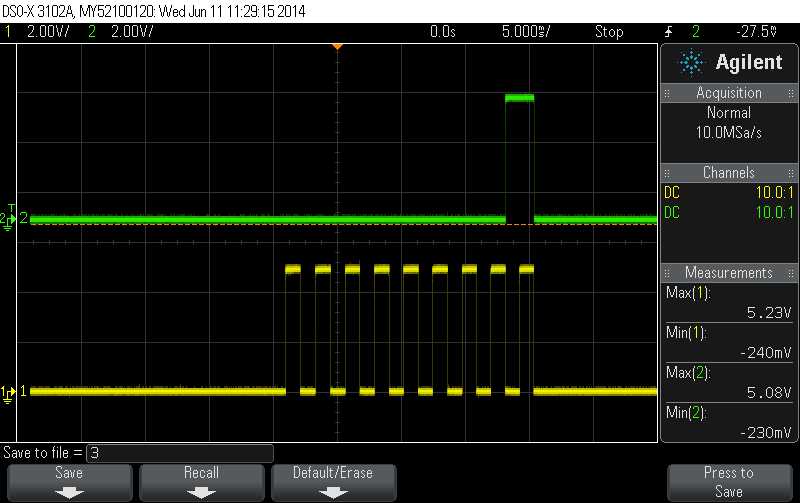 DSO-X 3102A, MY52100120: Wed Jun 11 11:29:15 2014
1 2.00V/ 2 2.00V/ 0.0s 5.000s/ Stop 2 -27.5V
Agilent
Acquisition
Normal
10.0MSa/s
Channels
DC 10.0:1
DC 10.0:1
Measurements
Max(1):
5.23V
Min(1):
-240mV
Max(2):
5.08V
Min(2):
-230mV
T
2 2
1 1
Save to file = 3
Save
Recall
Default/Erase
Press to
Save